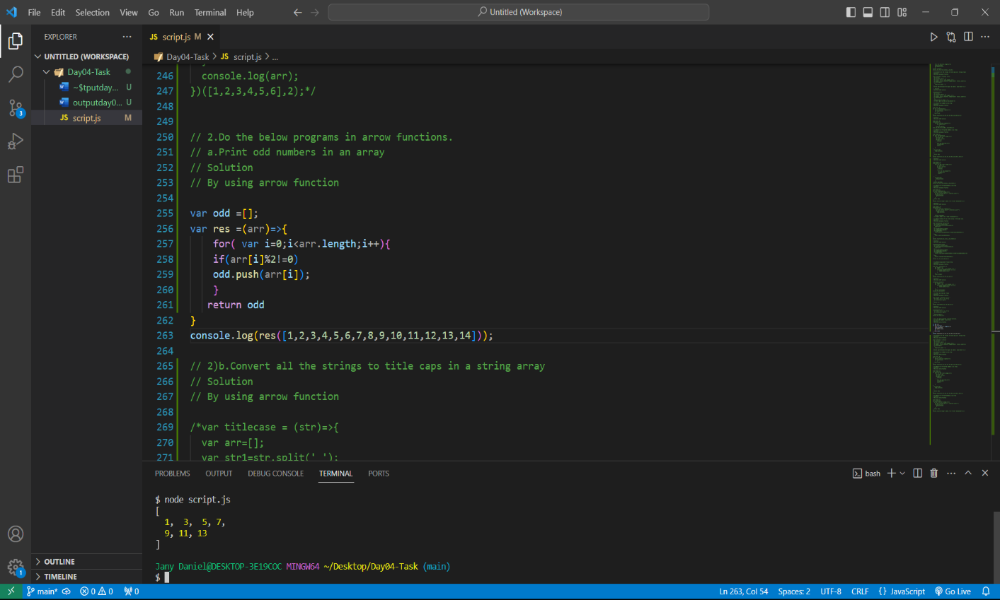 File Edit Selection View Go Run Terminal Help Untitled (Workspace)
EXPLORER
UNTITLED (WORKSPACE)
Day04-Task
~$tputday... U
outputday0... U
JS script.js M
3
1
OUTLINE
TIMELINE
JS script.js M
Day04-Task > JS script.js > ...
246 console.log(arr);
247 })([1,2,3,4,5,6],2);*/
248
249
250 // 2.Do the below programs in arrow functions.
251 // a.Print odd numbers in an array
252 // Solution
253 // By using arrow function
254
255 var odd =[];
256 var res =(arr)=>{
257 for( var i=0;i<arr.length;i++){
258 if(arr[i]%2!=0)
259 odd.push(arr[i]);
260 }
261 return odd
262 }
263 console.log(res([1,2,3,4,5,6,7,8,9,10,11,12,13,14]));
264
265 // 2)b.Convert all the strings to title caps in a string array
266 // Solution
267 // By using arrow function
268
269 /*var titlecase = (str)=>{
270 var arr=[];
271 var str1=str.split(' ');
PROBLEMS OUTPUT DEBUG CONSOLE TERMINAL PORTS bash
$ node script.js
[
1, 3, 5, 7,
9, 11, 13
]
Jany Daniel@DESKTOP-3E19COC MINGW64 ~/Desktop/Day04-Task (main)
$
main* 0 0 0 Ln 263, Col 54 Spaces: 2 UTF-8 CRLF {} JavaScript Go Live